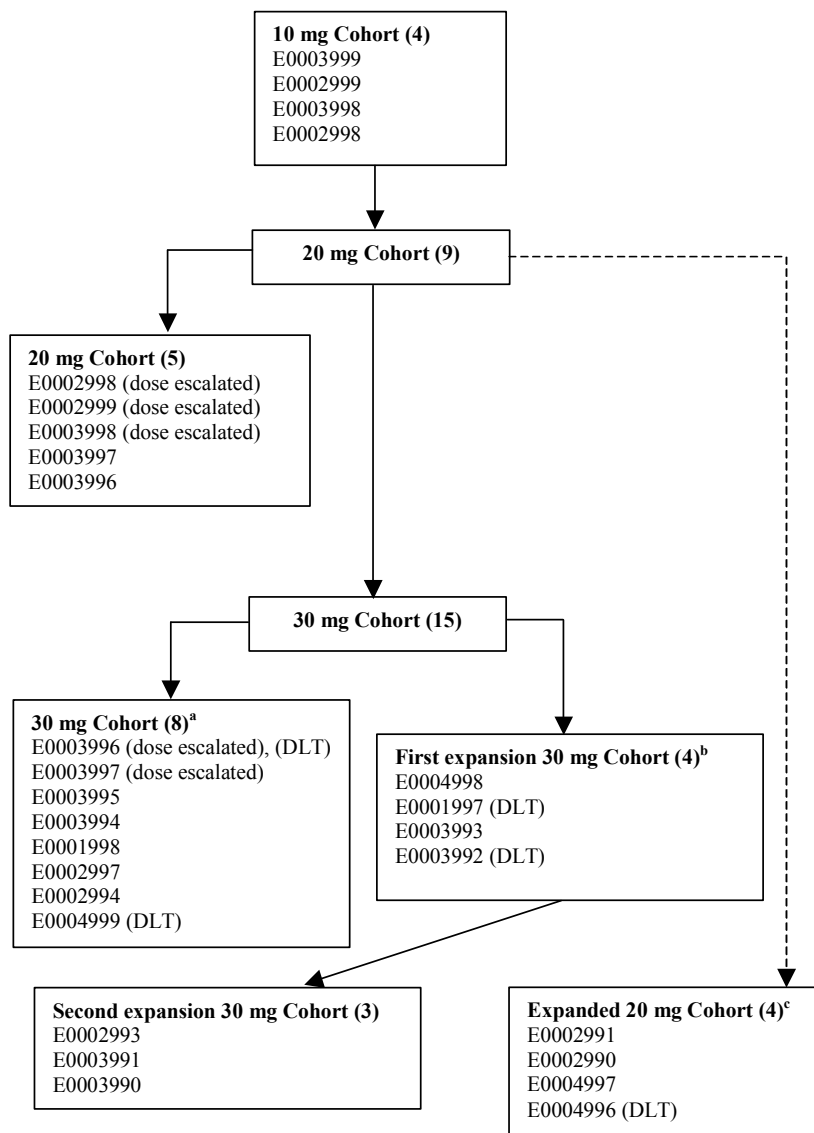 10 mg Cohort (4)
E0003999
E0002999
E0003998
E0002998
20 mg Cohort (9)
20 mg Cohort (5)
E0002998 (dose escalated)
E0002999 (dose escalated)
E0003998 (dose escalated)
E0003997
E0003996
30 mg Cohort (15)
30 mg Cohort (8)a
E0003996 (dose escalated), (DLT)
E0003997 (dose escalated)
E0003995
E0003994
E0001998
E0002997
E0002994
E0004999 (DLT)
First expansion 30 mg Cohort (4)b
E0004998
E0001997 (DLT)
E0003993
E0003992 (DLT)
Second expansion 30 mg Cohort (3)
E0002993
E0003991
E0003990
Expanded 20 mg Cohort (4)c
E0002991
E0002990
E0004997
E0004996 (DLT)